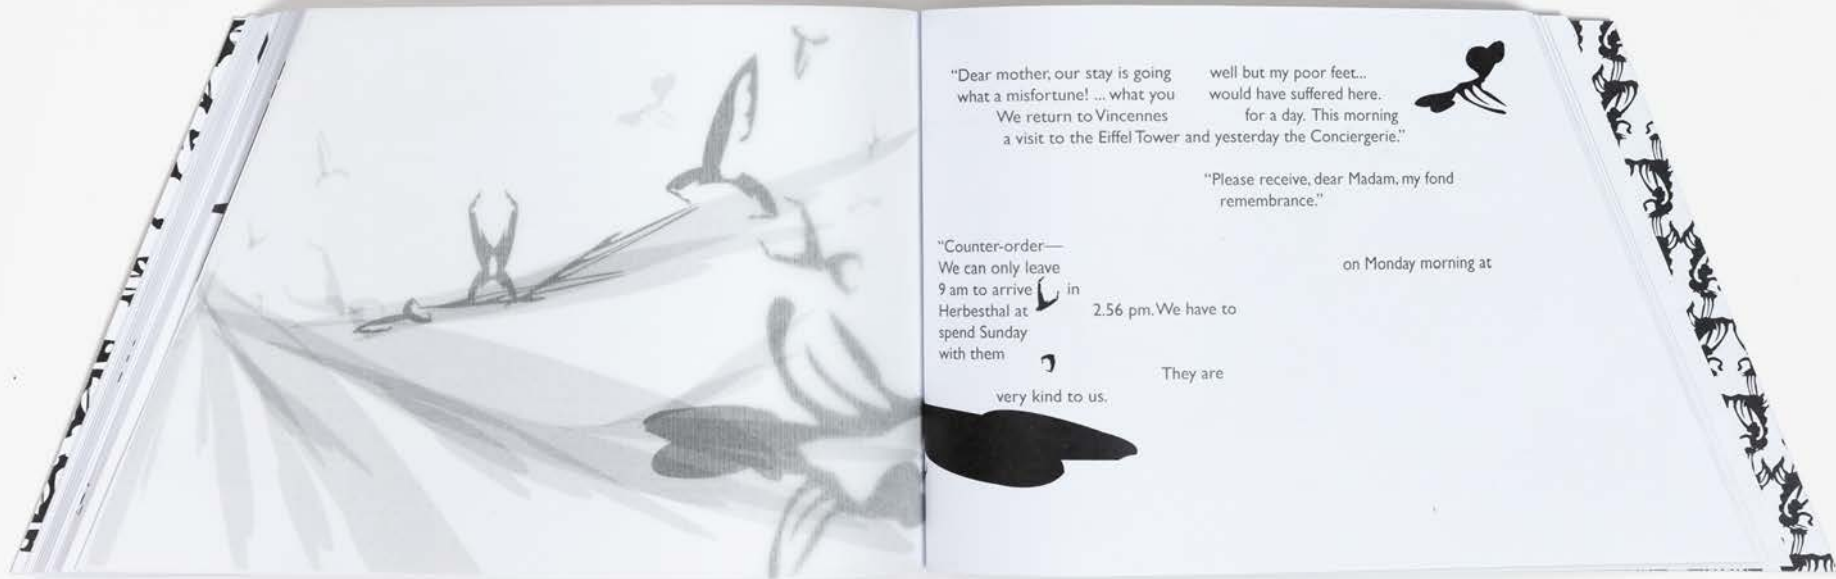 “Dear mother, our stay is going well but my poor feet...
what a misfortune! ... what you would have suffered here.
We return to Vincennes for a day. This morning
a visit to the Eiffel Tower and yesterday the Conciergerie.”
“Please receive, dear Madam, my fond
remembrance.”
“Counter-order—
We can only leave on Monday morning at
9 am to arrive in
Herbesthal at 2.56 pm. We have to
spend Sunday
with them
They are
very kind to us.